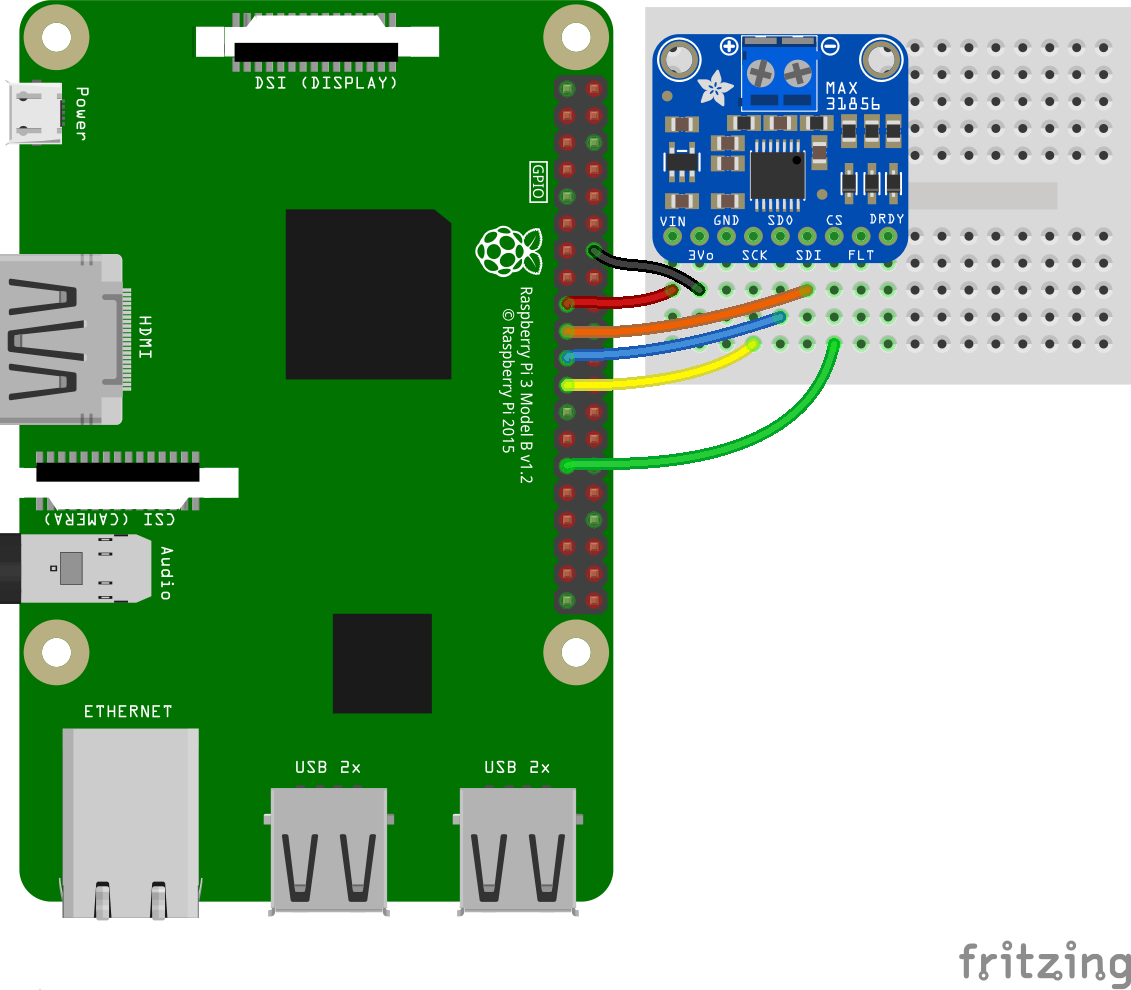 DSI (DISPLAY)
Power
GPIO
HDMI
Raspberry Pi 3 Model B v1.2
© Raspberry Pi 2015
CSI (CAMERA)
Audio
ETHERNET
USB 2x
USB 2x
MAX
31856
VIN
GND
SDO
CS
DRDY
3Vo
SCK
SDI
FLT
fritzing